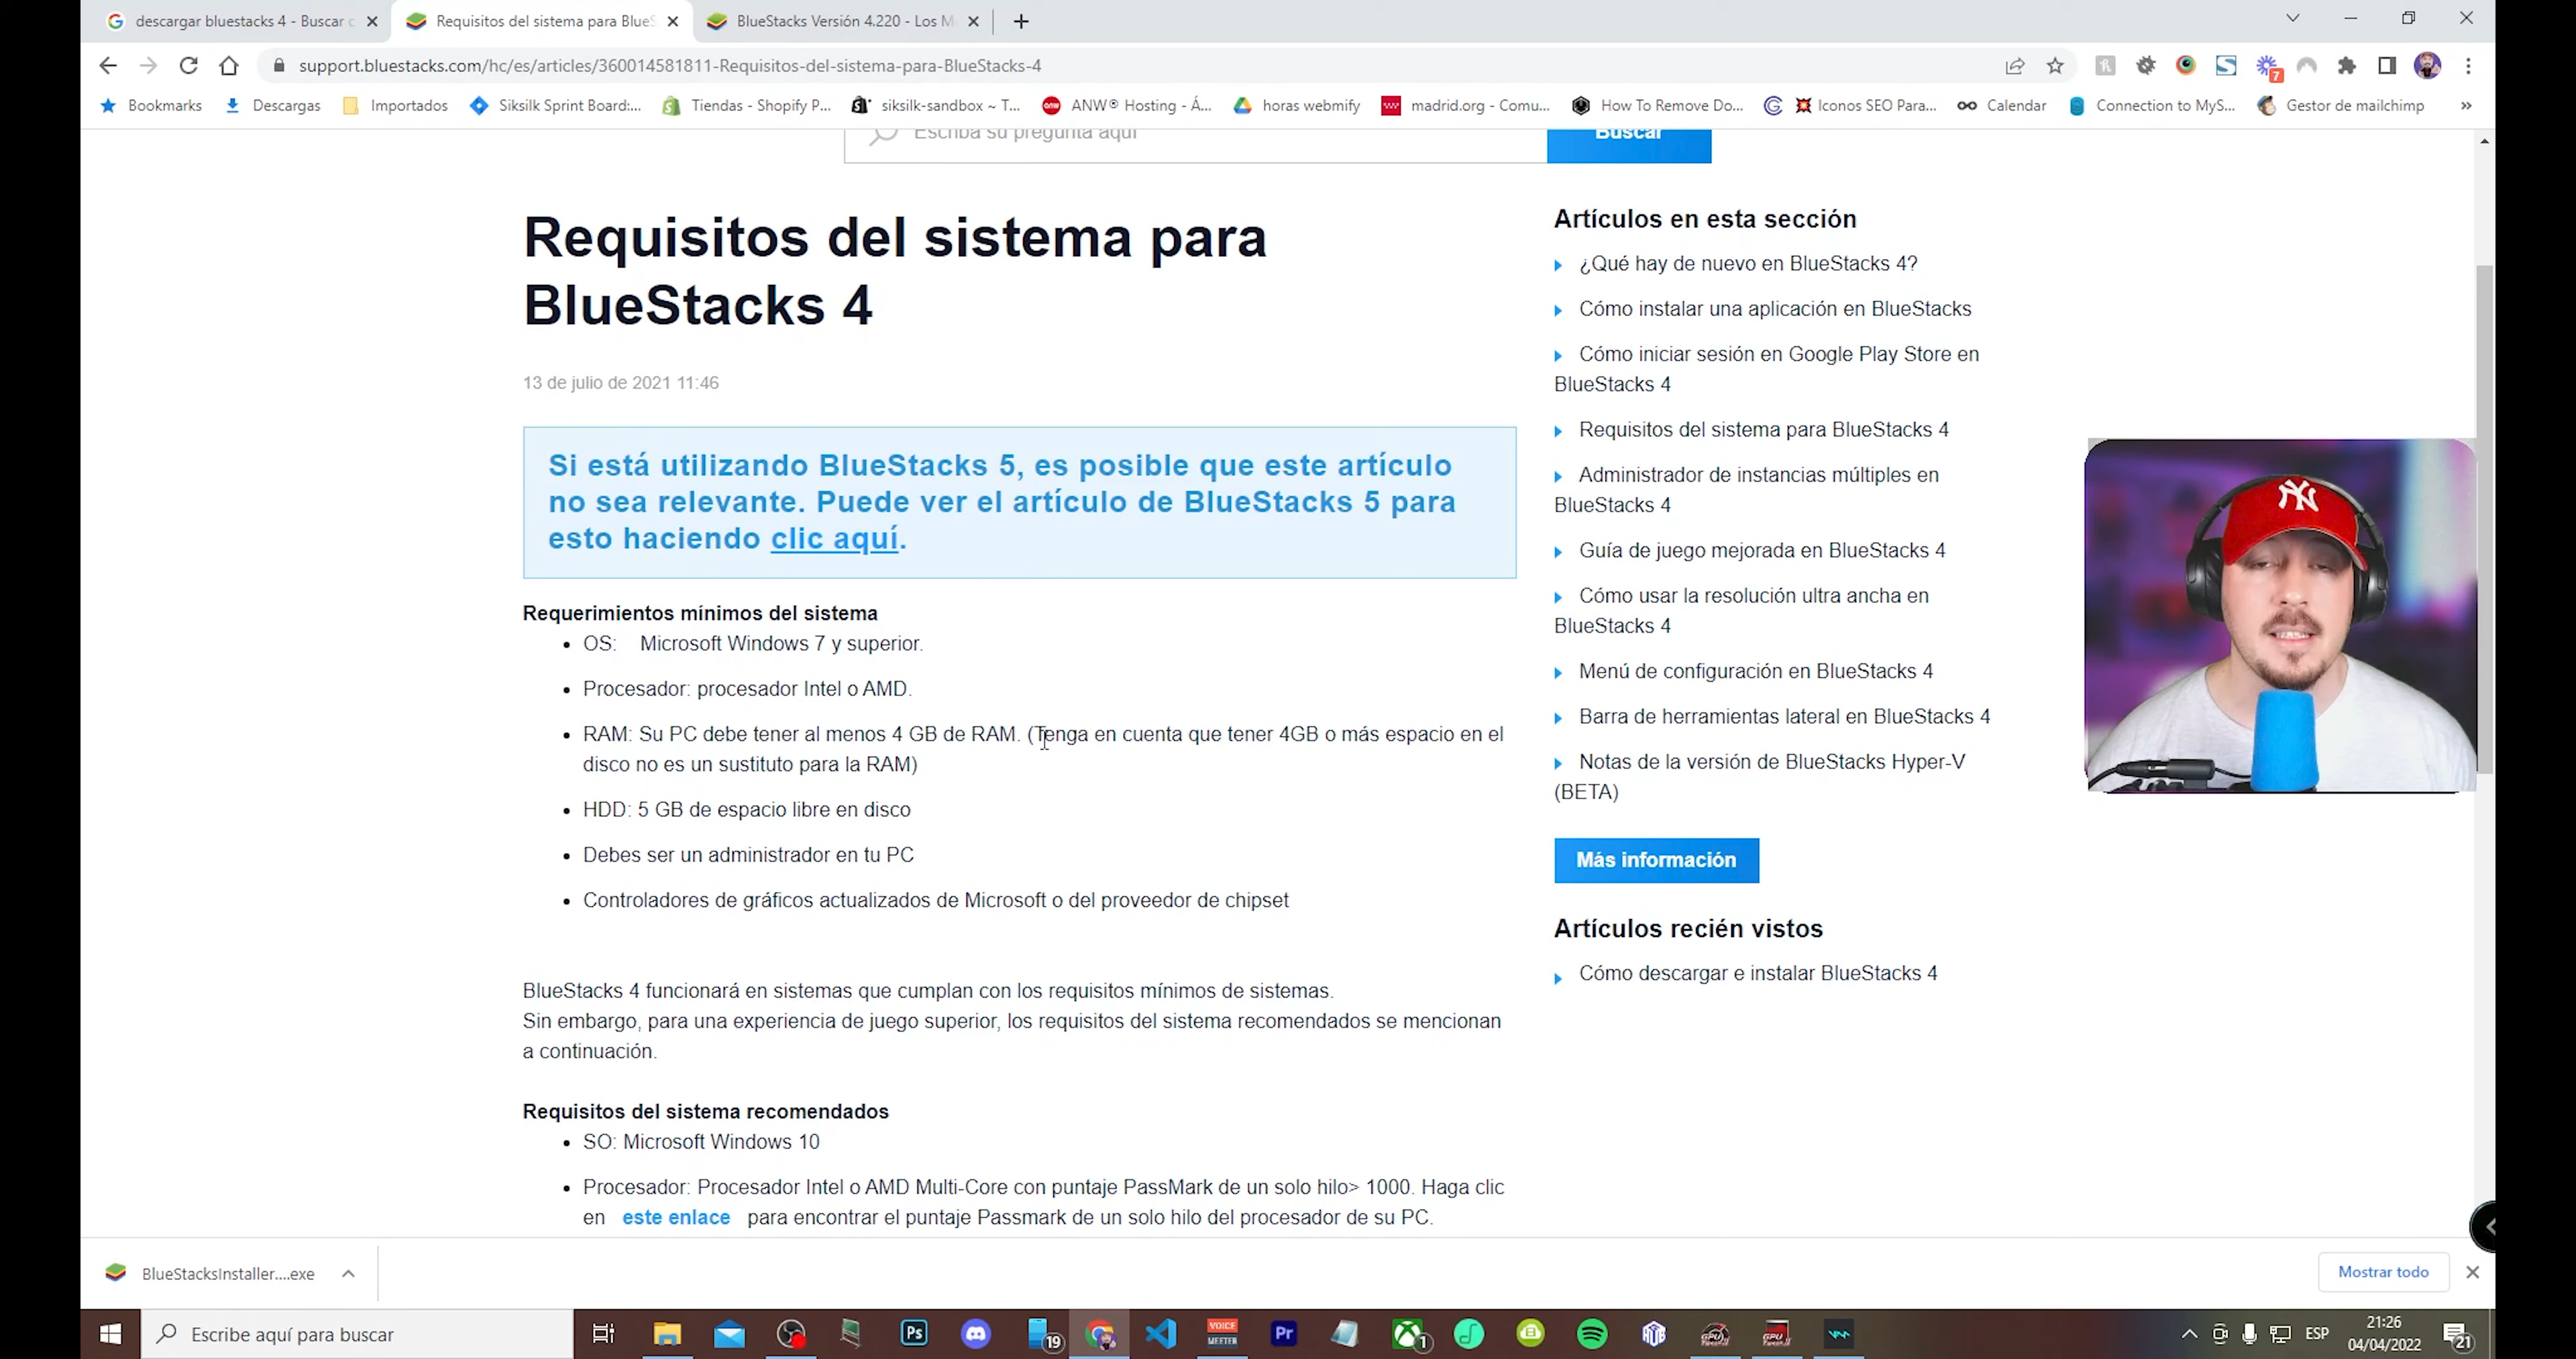 descargar bluestacks 4 - Buscar c
Requisitos del sistema para BlueS
BlueStacks Versión 4.220 - Los M
support.bluestacks.com/hc/es/articles/360014581811-Requisitos-del-sistema-para-BlueStacks-4
7
Bookmarks
Descargas
Importados
Siksilk Sprint Board:...
Tiendas - Shopify P...
siksilk-sandbox ~ T...
ANW® Hosting - Á...
horas webmify
madrid.org - Comu...
How To Remove Do...
Iconos SEO Para...
Calendar
Connection to MyS...
Gestor de mailchimp
»
Escriba su pregunta aquí
Buscar
Requisitos del sistema para
BlueStacks 4
13 de julio de 2021 11:46
Si está utilizando BlueStacks 5, es posible que este artículo
no sea relevante. Puede ver el artículo de BlueStacks 5 para
esto haciendo clic aquí.
Requerimientos mínimos del sistema
• OS: Microsoft Windows 7 y superior.
• Procesador: procesador Intel o AMD.
• RAM: Su PC debe tener al menos 4 GB de RAM. (Tenga en cuenta que tener 4GB o más espacio en el
disco no es un sustituto para la RAM)
• HDD: 5 GB de espacio libre en disco
• Debes ser un administrador en tu PC
• Controladores de gráficos actualizados de Microsoft o del proveedor de chipset
BlueStacks 4 funcionará en sistemas que cumplan con los requisitos mínimos de sistemas.
Sin embargo, para una experiencia de juego superior, los requisitos del sistema recomendados se mencionan
a continuación.
Requisitos del sistema recomendados
• SO: Microsoft Windows 10
• Procesador: Procesador Intel o AMD Multi-Core con puntaje PassMark de un solo hilo> 1000. Haga clic
en este enlace para encontrar el puntaje Passmark de un solo hilo del procesador de su PC.
Artículos en esta sección
¿Qué hay de nuevo en BlueStacks 4?
Cómo instalar una aplicación en BlueStacks
Cómo iniciar sesión en Google Play Store en
BlueStacks 4
Requisitos del sistema para BlueStacks 4
Administrador de instancias múltiples en
BlueStacks 4
Guía de juego mejorada en BlueStacks 4
Cómo usar la resolución ultra ancha en
BlueStacks 4
Menú de configuración en BlueStacks 4
Barra de herramientas lateral en BlueStacks 4
Notas de la versión de BlueStacks Hyper-V
(BETA)
Más información
Artículos recién vistos
Cómo descargar e instalar BlueStacks 4
NY
BlueStacksInstaller....exe
Mostrar todo
Escribe aquí para buscar
Ps
19
VOICE
MEETER
Pr
1
ESP
21:26
04/04/2022
21